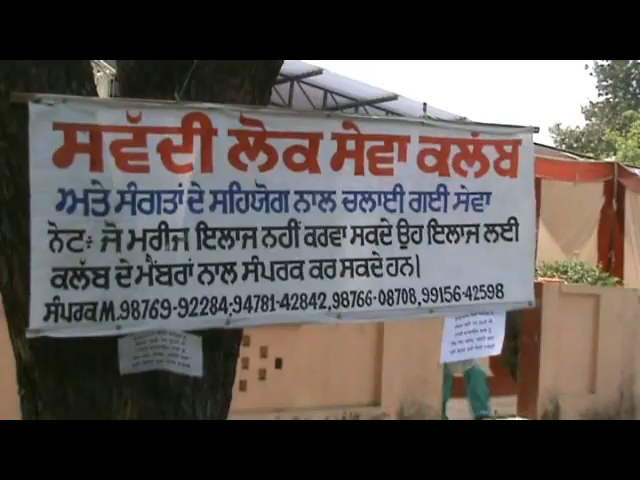 ਸਵੱਦੀ ਲੋਕ ਸੇਵਾ ਕਲੱਬ
ਅਤੇ ਸੰਗਤਾਂ ਦੇ ਸਹਿਯੋਗ ਨਾਲ ਚਲਾਈ ਗਈ ਸੇਵਾ
ਨੋਟ: ਜੋ ਮਰੀਜ ਇਲਾਜ ਨਹੀਂ ਕਰਵਾ ਸਕਦੇ ਉਹ ਇਲਾਜ ਲਈ
ਕਲੱਬ ਦੇ ਮੈਂਬਰਾਂ ਨਾਲ ਸੰਪਰਕ ਕਰ ਸਕਦੇ ਹਨ।
ਸੰਪਰਕ M. 98769-92284, 94781-42842, 98766-08708, 99156-42598